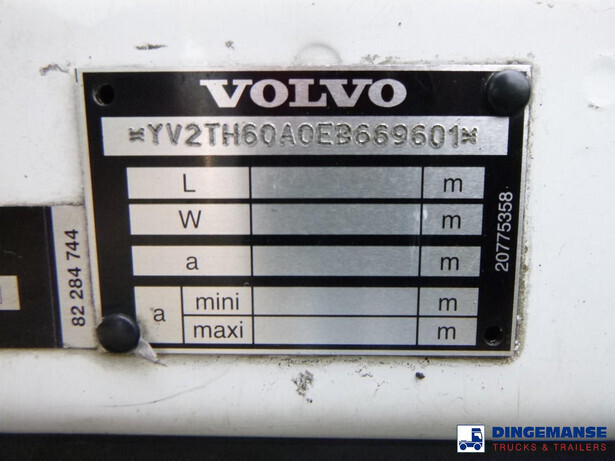 VOLVO
*YV2TH60A0EB669601*
L m
W m
a m
a mini m
maxi m
20775358
82 284 744
DINGEMANSE
TRUCKS & TRAILERS